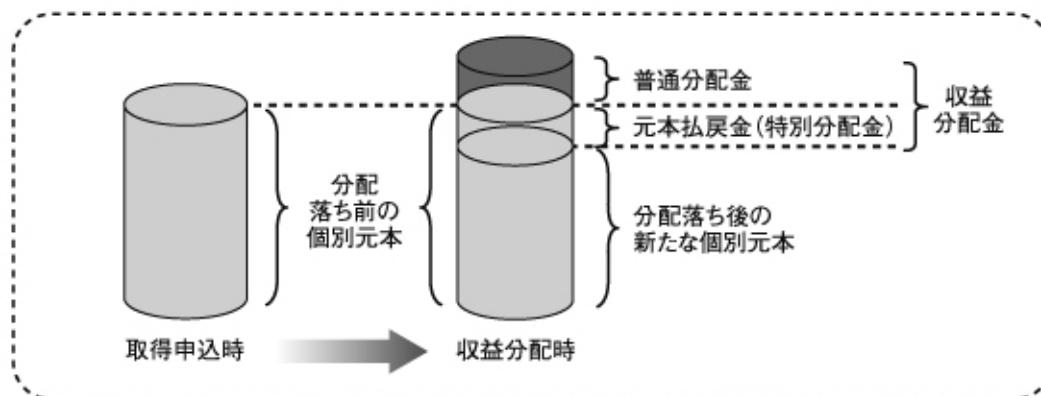 普通分配金
元本払戻金(特別分配金)
収益
分配金
分配
落ち前の
個別元本
分配落ち後の
新たな個別元本
取得申込時
収益分配時